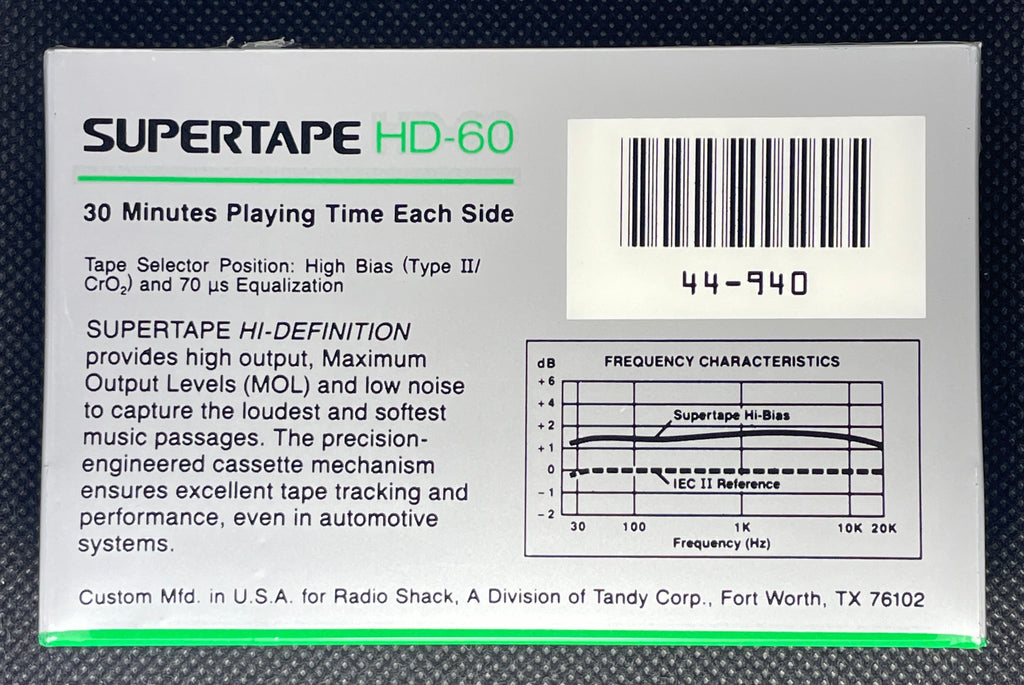 SUPERTAPE HD-60
30 Minutes Playing Time Each Side
Tape Selector Position: High Bias (Type II/
CrO₂) and 70 µs Equalization
SUPERTAPE HI-DEFINITION
provides high output, Maximum
Output Levels (MOL) and low noise
to capture the loudest and softest
music passages. The precision-
engineered cassette mechanism
ensures excellent tape tracking and
performance, even in automotive
systems.
44-940
dB FREQUENCY CHARACTERISTICS
+6
+4
Supertape Hi-Bias
+2
+1
0
IEC II Reference
-1
-2
30 100 1K 10K 20K
Frequency (Hz)
Custom Mfd. in U.S.A. for Radio Shack, A Division of Tandy Corp., Fort Worth, TX 76102